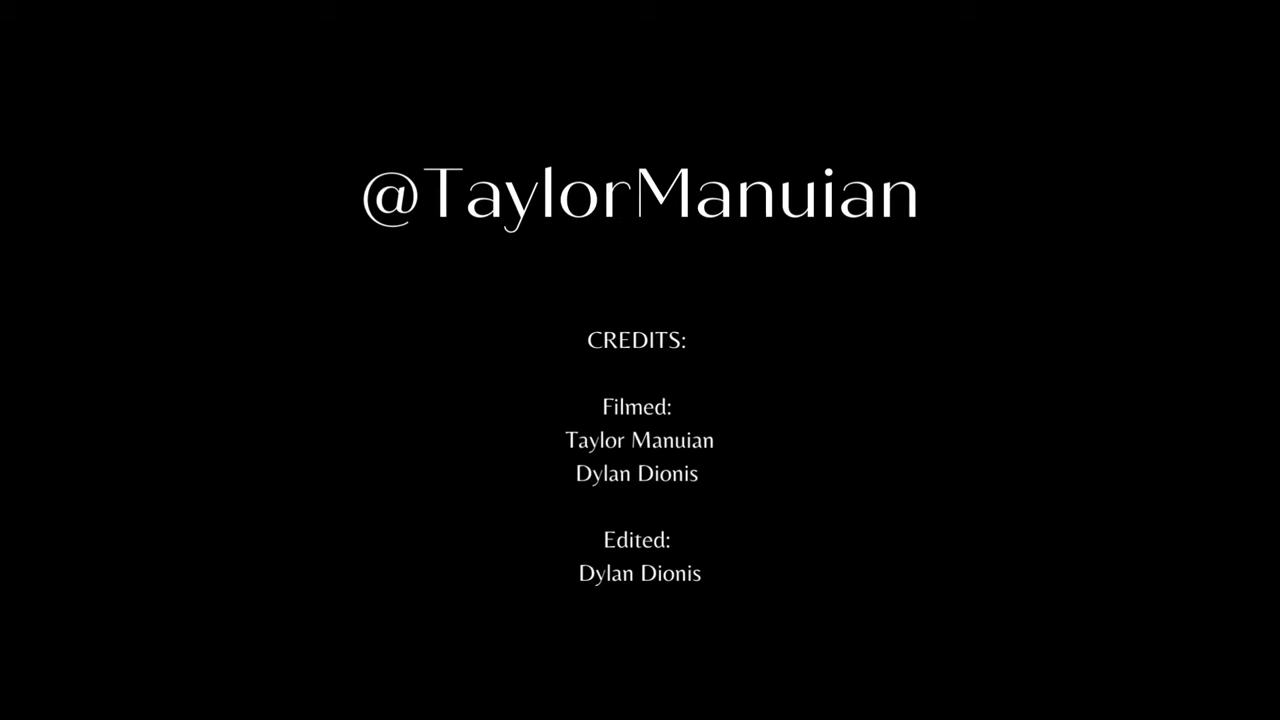 @TaylorManuian
CREDITS:
Filmed:
Taylor Manuian
Dylan Dionis
Edited:
Dylan Dionis